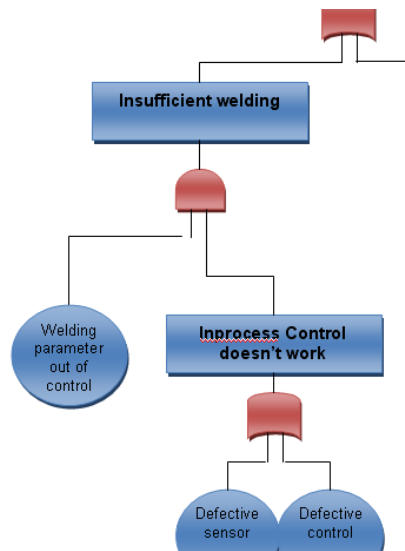 Insufficient welding
Welding
parameter
out of
control
Inprocess Control
doesn't work
Defective
sensor
Defective
control